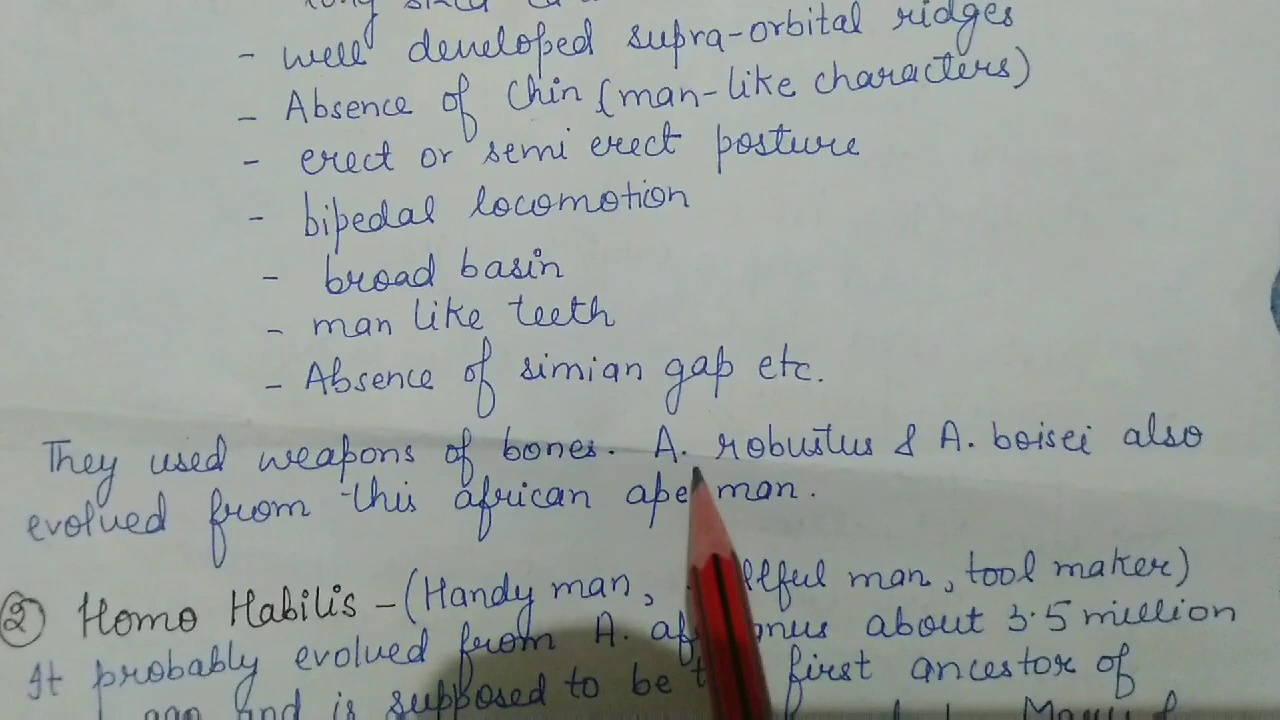 - well developed supra-orbital ridges
- Absence of Chin (man-like characters)
- erect or semi erect posture
- bipedal locomotion
- broad basin
- man like teeth
- Absence of simian gap etc.
They used weapons of bones. A. robustus & A. boisei also
evolved from this african ape man.
② Homo Habilis - (Handy man, man, tool maker)
It probably evolved from A. about 3.5 million
and is supposed to be first ancestor of